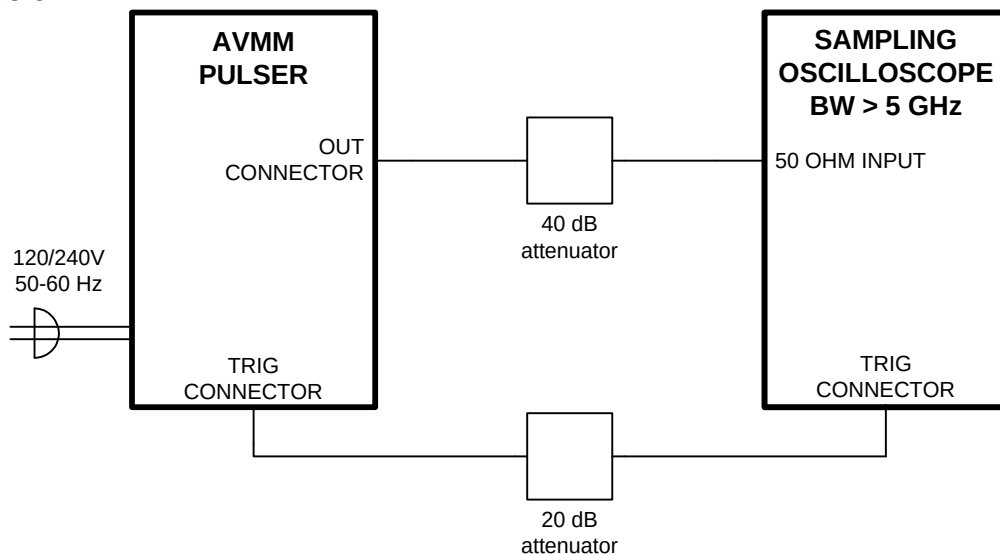 AVMM
PULSER
OUT
CONNECTOR
120/240V
50-60 Hz
TRIG
CONNECTOR
40 dB
attenuator
20 dB
attenuator
SAMPLING
OSCILLOSCOPE
BW > 5 GHz
50 OHM INPUT
TRIG
CONNECTOR